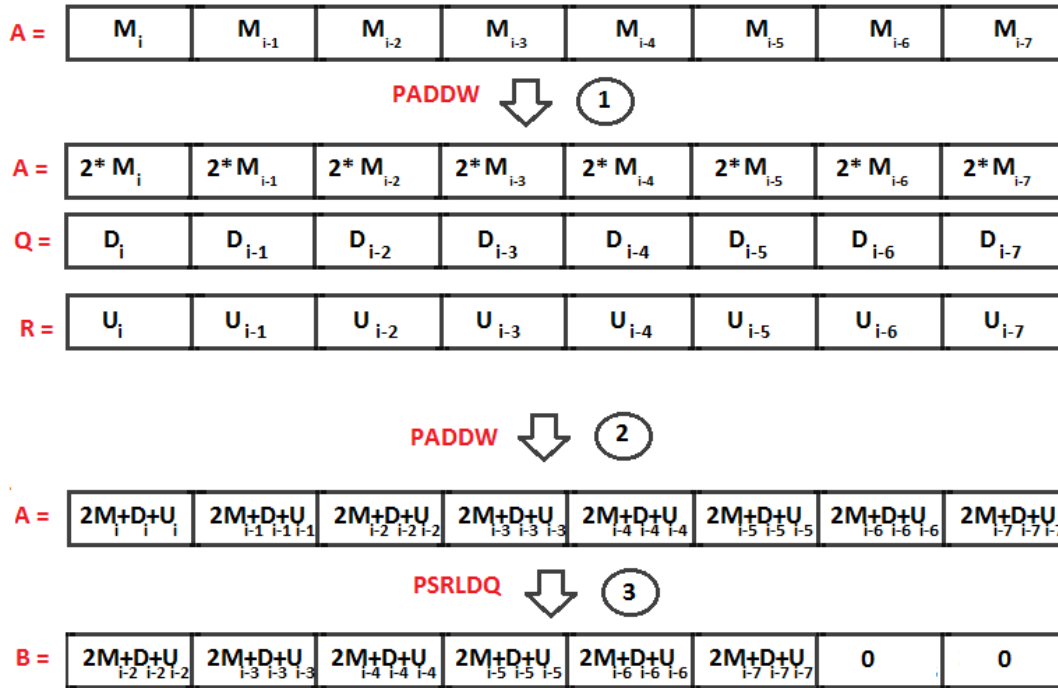 A = M i M i-1 M i-2 M i-3 M i-4 M i-5 M i-6 M i-7
PADDW 1
A = 2* M i 2* M i-1 2* M i-2 2* M i-3 2* M i-4 2* M i-5 2* M i-6 2* M i-7
Q = D i D i-1 D i-2 D i-3 D i-4 D i-5 D i-6 D i-7
R = U i U i-1 U i-2 U i-3 U i-4 U i-5 U i-6 U i-7
PADDW 2
A = 2M i+D i+U i 2M i-1+D i-1+U i-1 2M i-2+D i-2+U i-2 2M i-3+D i-3+U i-3 2M i-4+D i-4+U i-4 2M i-5+D i-5+U i-5 2M i-6+D i-6+U i-6 2M i-7+D i-7+U i-7
PSRLDQ 3
B = 2M i-2+D i-2+U i-2 2M i-3+D i-3+U i-3 2M i-4+D i-4+U i-4 2M i-5+D i-5+U i-5 2M i-6+D i-6+U i-6 2M i-7+D i-7+U i-7 0 0